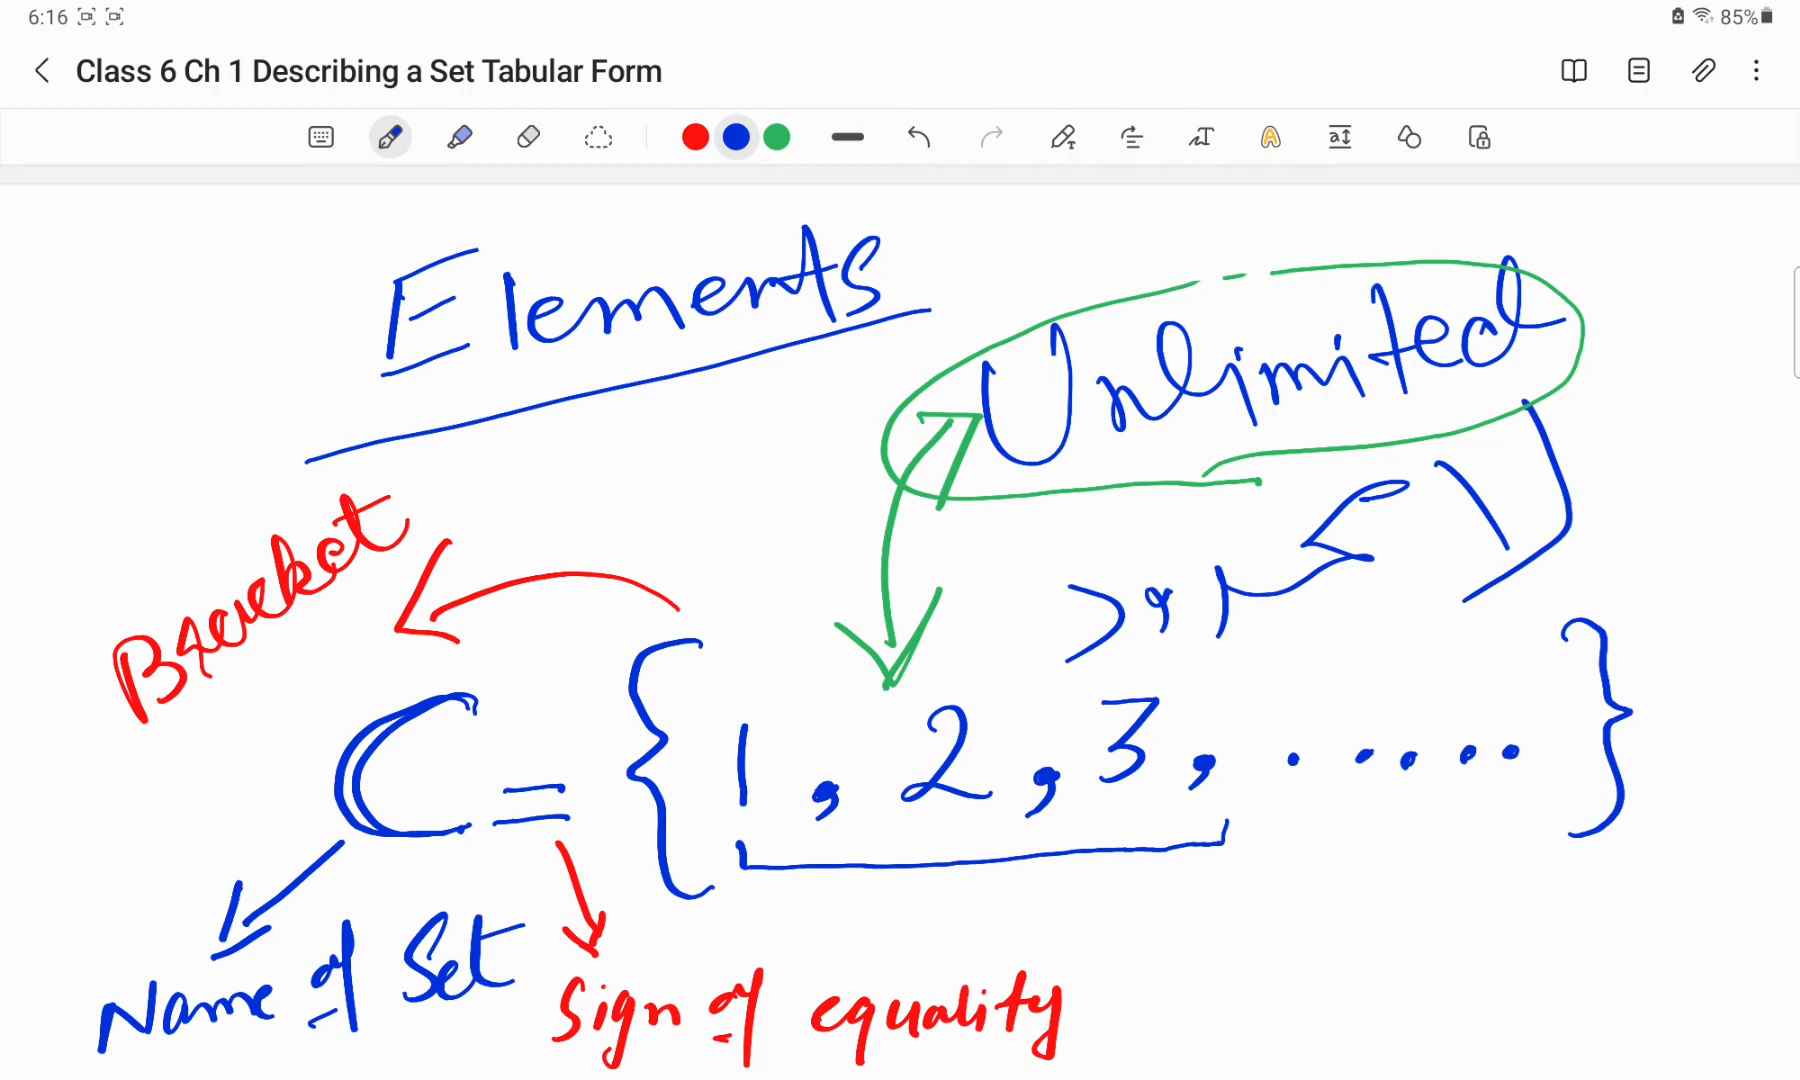 6:16 85%
Class 6 Ch 1 Describing a Set Tabular Form
Elements
Unlimited
Bracket
C = { 1 , 2 , 3 , . . . . . . }
Name of Set
Sign of equality